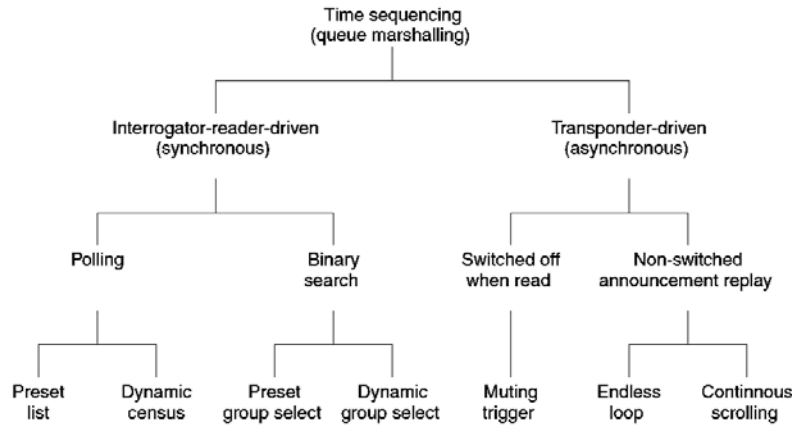 Time sequencing
(queue marshalling)
Interrogator-reader-driven
(synchronous)
Transponder-driven
(asynchronous)
Polling
Binary
search
Switched off
when read
Non-switched
announcement replay
Preset
list
Dynamic
census
Preset
group select
Dynamic
group select
Muting
trigger
Endless
loop
Continnous
scrolling